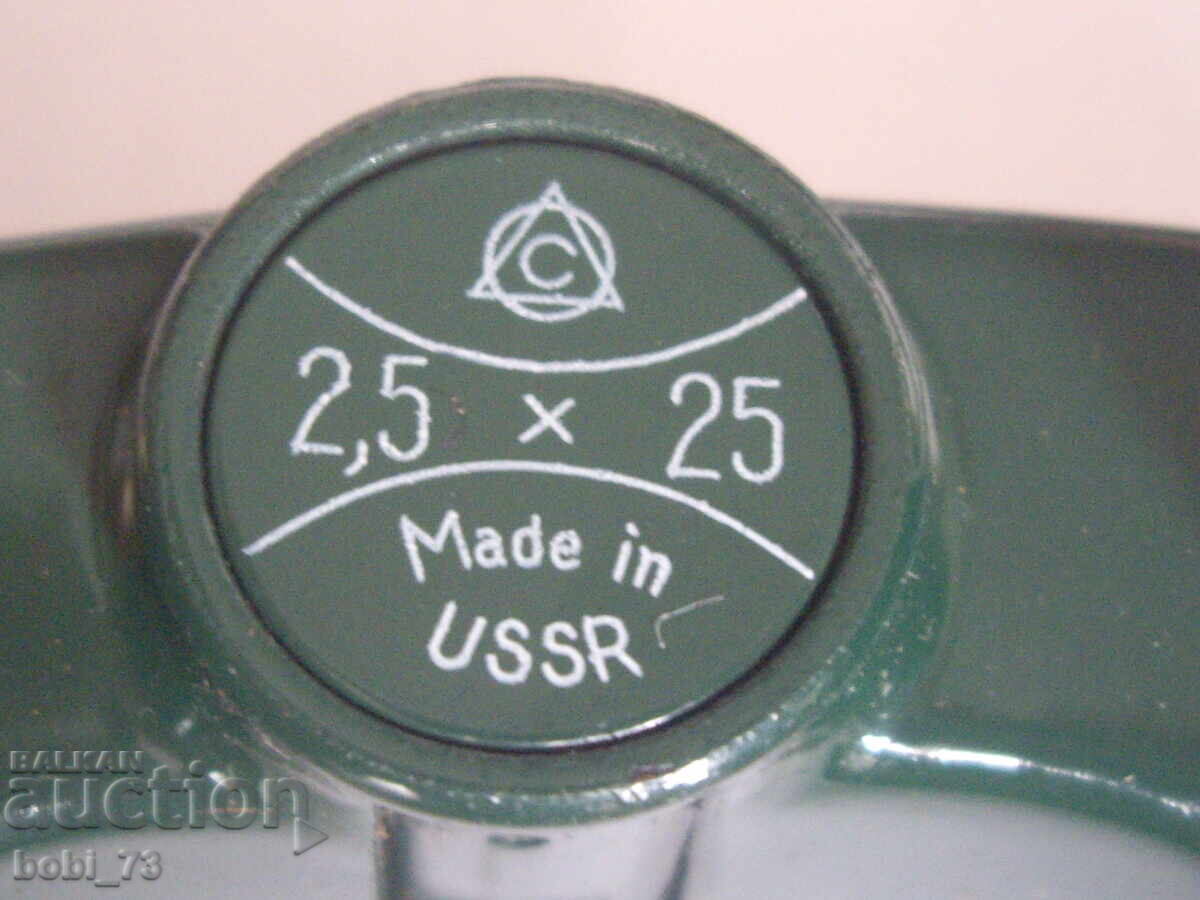 C
2,5 x 25
Made in
USSR
BALKAN
auction
bobi_73